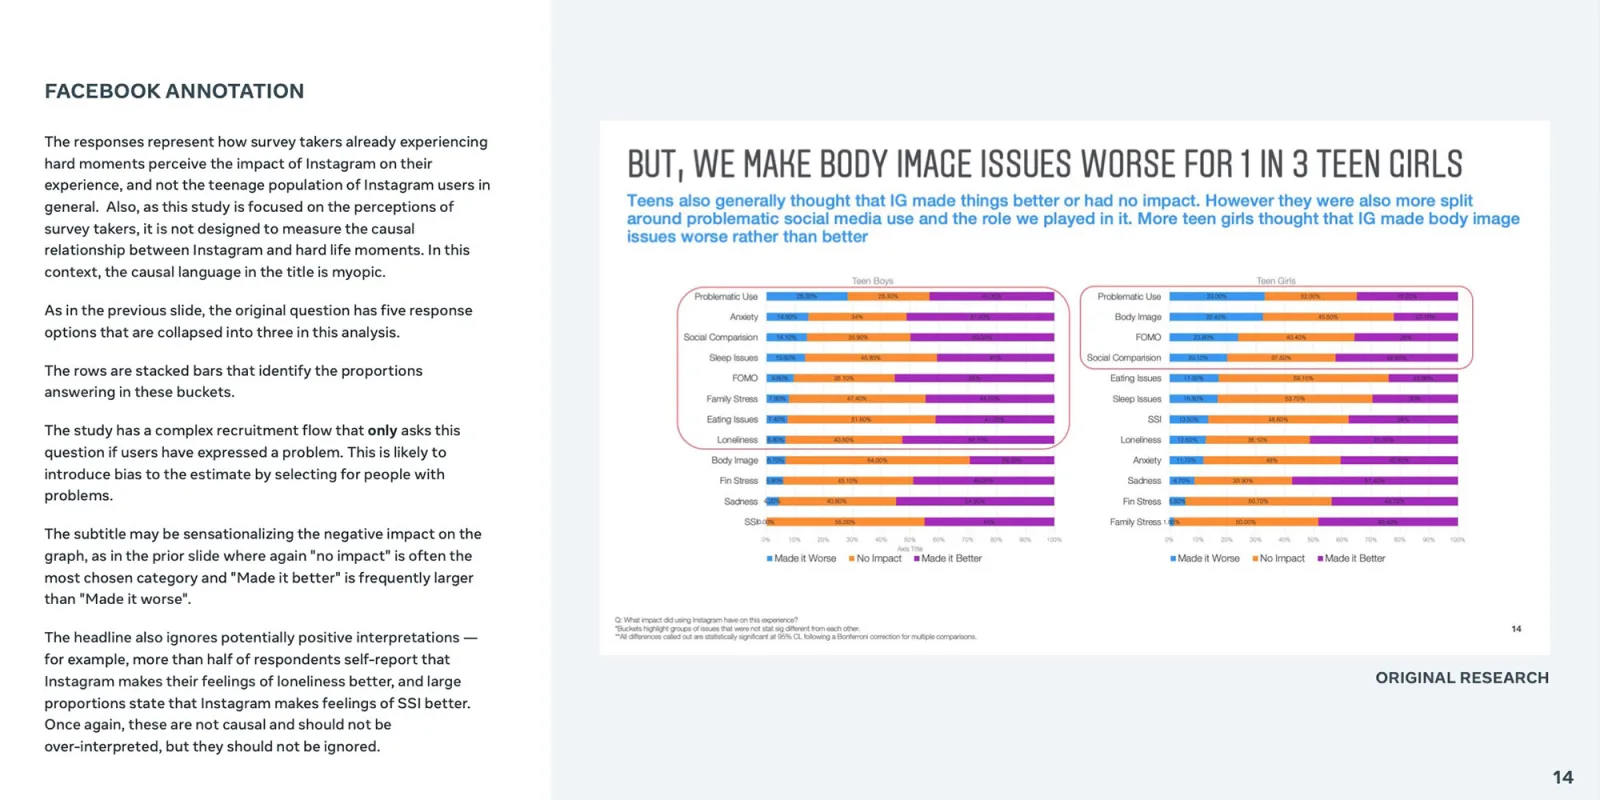 FACEBOOK ANNOTATION
The responses represent how survey takers already experiencing
hard moments perceive the impact of Instagram on their
experience, and not the teenage population of Instagram users in
general.  Also, as this study is focused on the perceptions of
survey takers, it is not designed to measure the causal
relationship between Instagram and hard life moments. In this
context, the causal language in the title is myopic.
As in the previous slide, the original question has five response
options that are collapsed into three in this analysis.
The rows are stacked bars that identify the proportions
answering in these buckets.
The study has a complex recruitment flow that only asks this
question if users have expressed a problem. This is likely to
introduce bias to the estimate by selecting for people with
problems.
The subtitle may be sensationalizing the negative impact on the
graph, as in the prior slide where again "no impact" is often the
most chosen category and "Made it better" is frequently larger
than "Made it worse".
The headline also ignores potentially positive interpretations —
for example, more than half of respondents self-report that
Instagram makes their feelings of loneliness better, and large
proportions state that Instagram makes feelings of SSI better.
Once again, these are not causal and should not be
over-interpreted, but they should not be ignored.
BUT, WE MAKE BODY IMAGE ISSUES WORSE FOR 1 IN 3 TEEN GIRLS
Teens also generally thought that IG made things better or had no impact. However they were also more split
around problematic social media use and the role we played in it. More teen girls thought that IG made body image
issues worse rather than better
Teen Boys
Problematic Use
Anxiety 34%
Social Comparision
Sleep Issues
FOMO
Family Stress 47.40%
Eating Issues
Loneliness
Body Image
Fin Stress 45.10%
Sadness 40.80%
SSI 0.00% 55.00%
0% 10% 20% 30% 40% 50% 60% 70% 80% 90% 100%
Axis Title
Made it Worse No Impact Made it Better
Teen Girls
Problematic Use
Body Image
FOMO
Social Comparision
Eating Issues
Sleep Issues 53.70%
SSI
Loneliness
Anxiety 48%
Sadness
Fin Stress 50.70%
Family Stress 50.00%
0% 10% 20% 30% 40% 50% 60% 70% 80% 90% 100%
Made it Worse No Impact Made it Better
Q: What impact did using Instagram have on this experience?
*Buckets highlight groups of issues that were not stat sig different from each other.
**All differences called out are statistically significant at 95% CL following a Bonferroni correction for multiple comparisons.
14
ORIGINAL RESEARCH
14